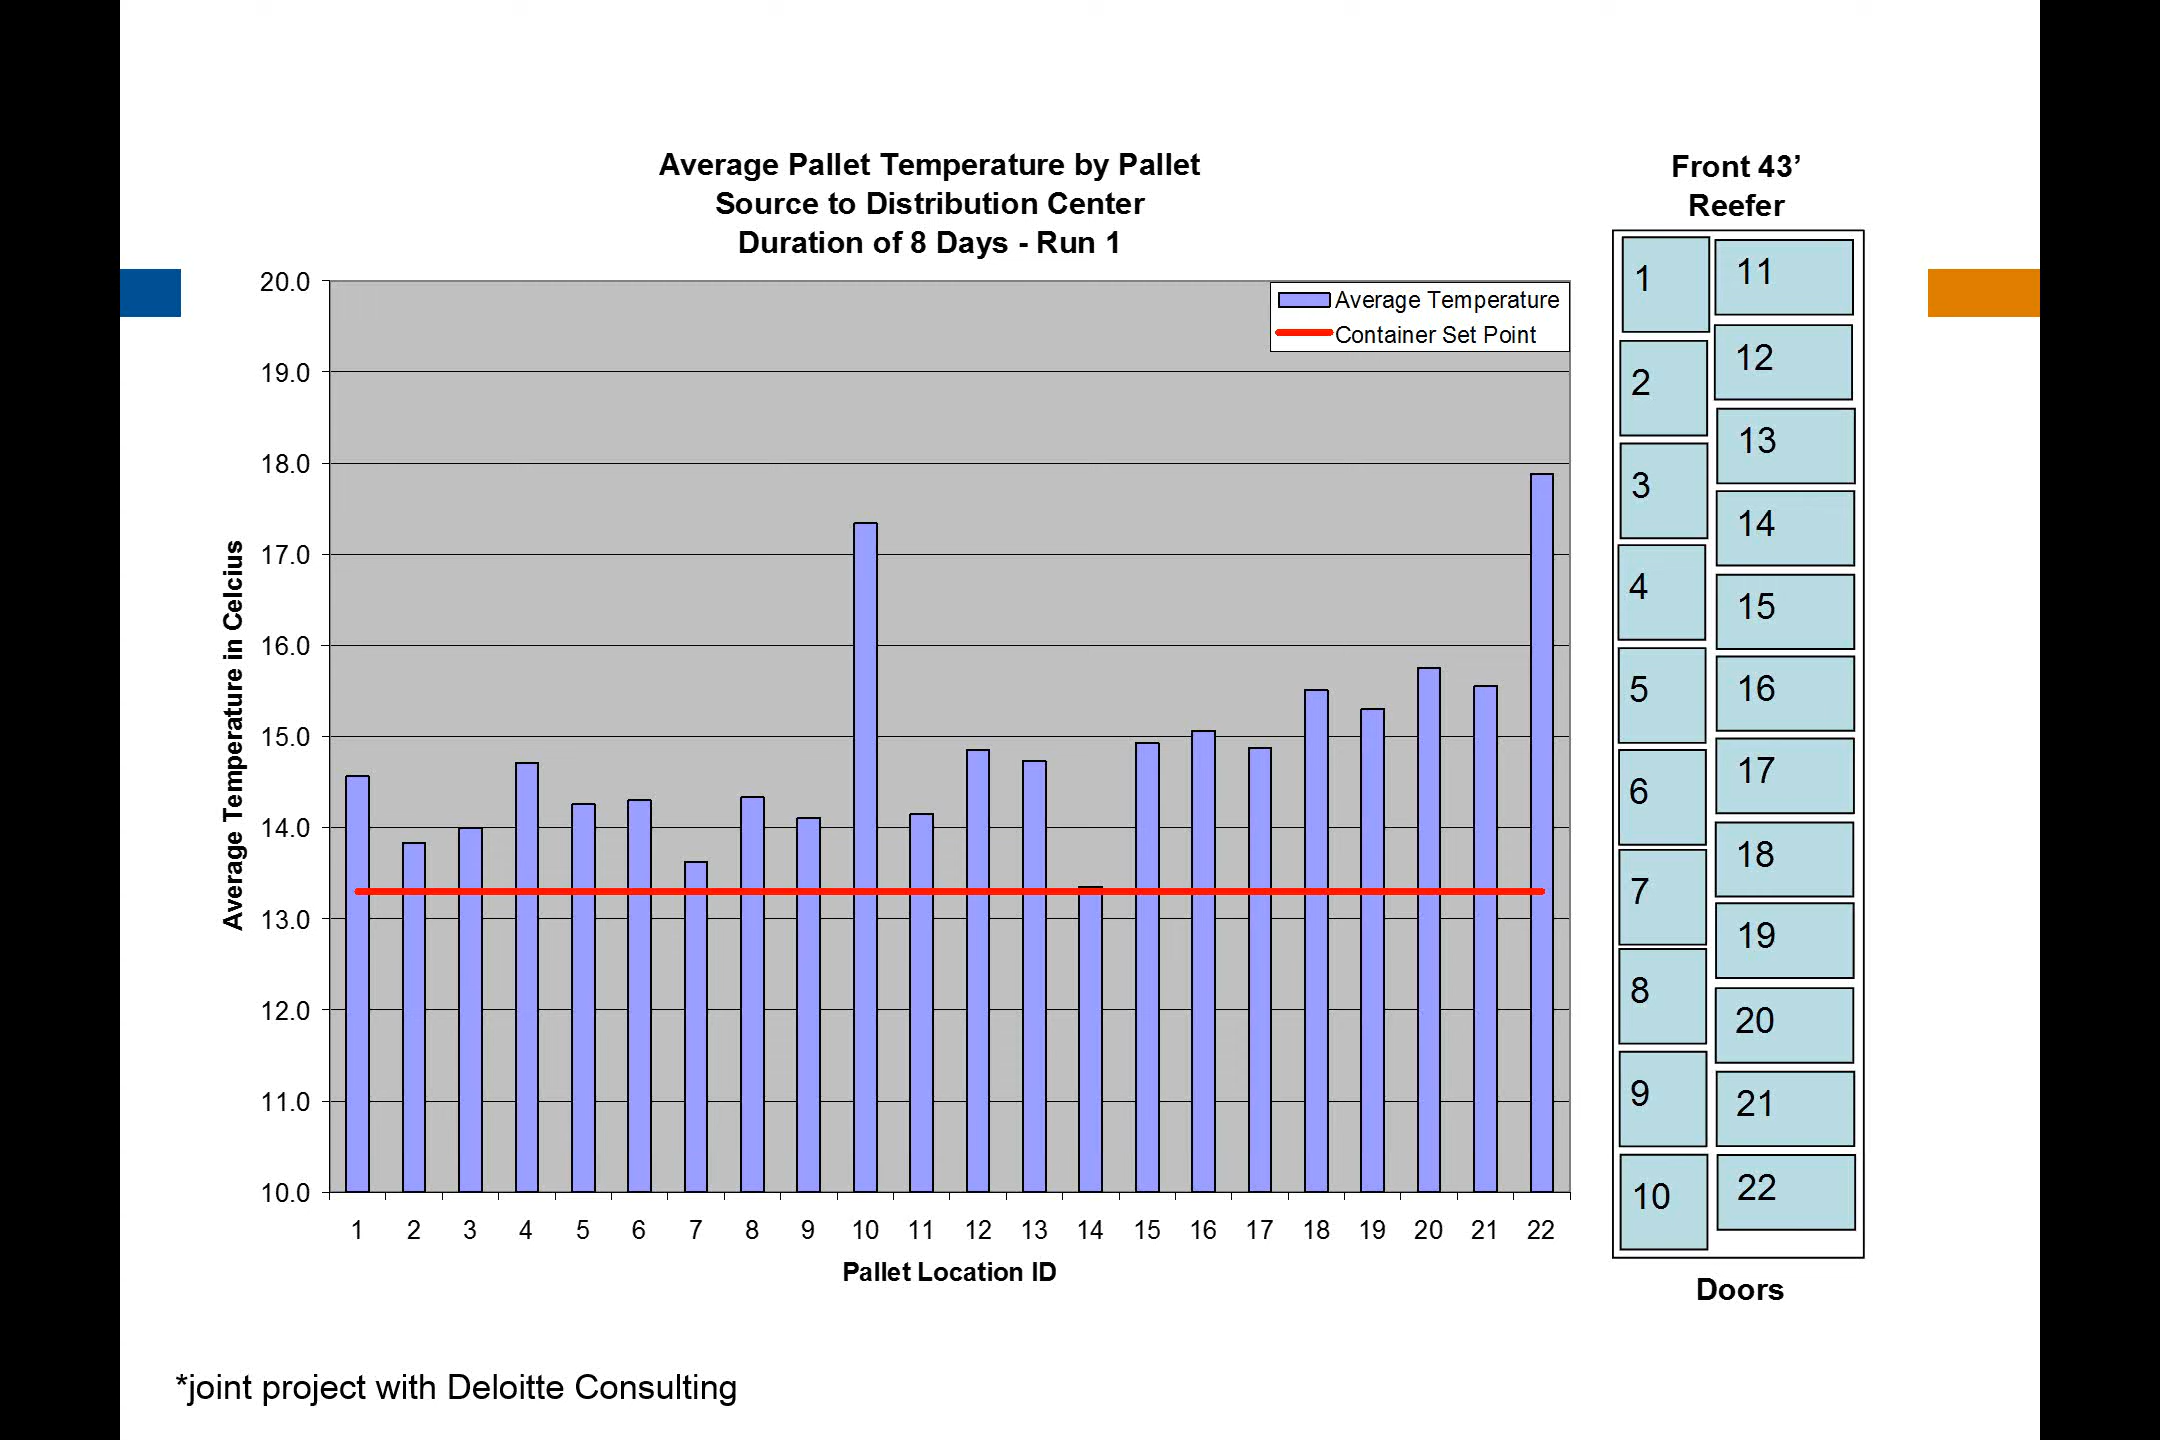 Average Pallet Temperature by Pallet
Source to Distribution Center
Duration of 8 Days - Run 1
Average Temperature
Container Set Point
Average Temperature in Celcius
20.0
19.0
18.0
17.0
16.0
15.0
14.0
13.0
12.0
11.0
10.0
1 2 3 4 5 6 7 8 9 10 11 12 13 14 15 16 17 18 19 20 21 22
Pallet Location ID
Front 43’
Reefer
1 11
2 12
3 13
4 14
5 15
6 16
7 17
8 18
9 19
10 20
21
22
Doors
*joint project with Deloitte Consulting